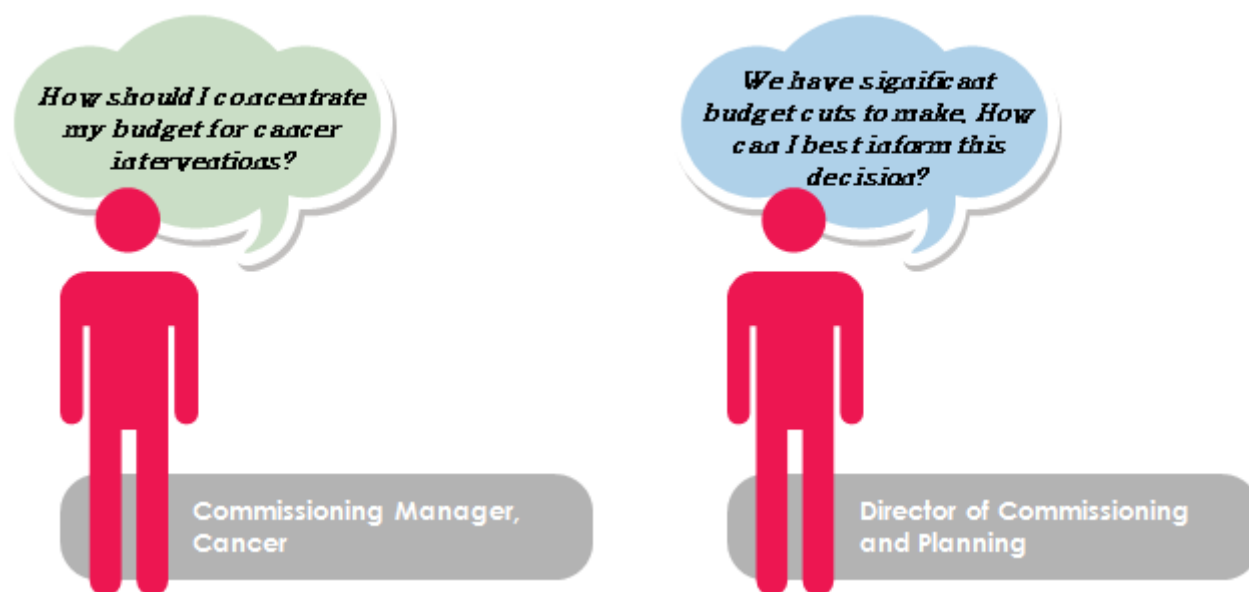 How should I concentrate
my budget for cancer
interventions?
We have significant
budget cuts to make. How
can I best inform this
decision?
Commissioning Manager,
Cancer
Director of Commissioning
and Planning